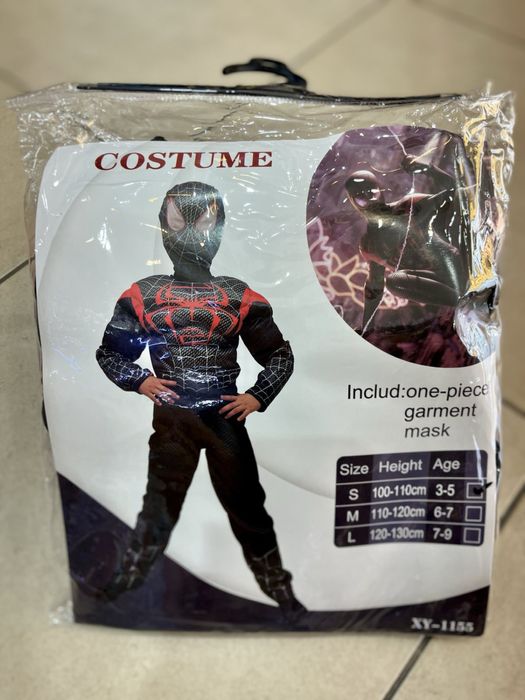 COSTUME
Includ:one-piece
garment
mask
Size Height Age
S 100-110cm 3-5
M 110-120cm 6-7
L 120-130cm 7-9
XY-1155